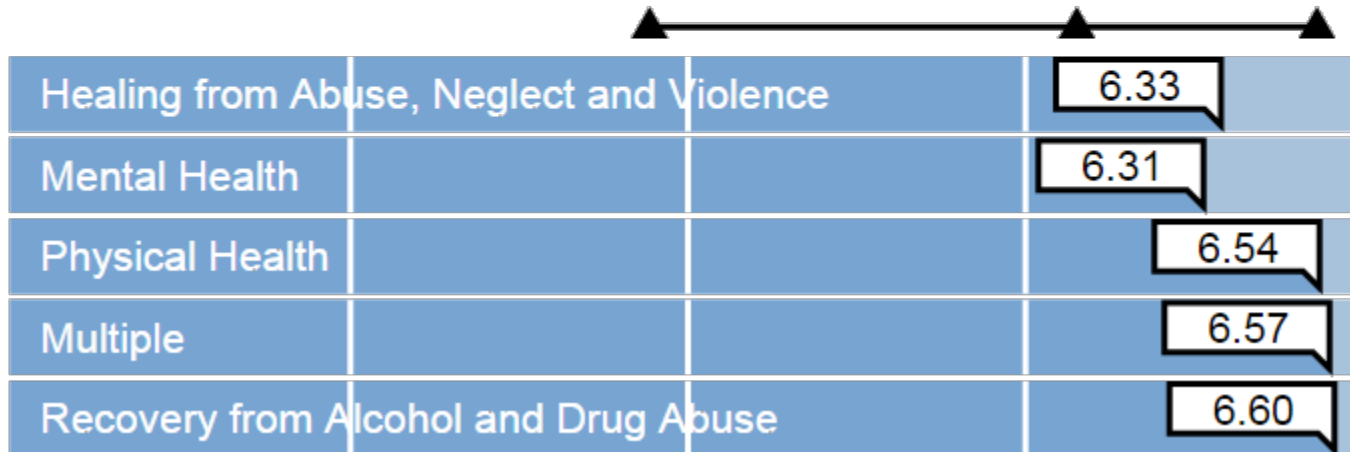 Healing from Abuse, Neglect and Violence 6.33
Mental Health 6.31
Physical Health 6.54
Multiple 6.57
Recovery from Alcohol and Drug Abuse 6.60